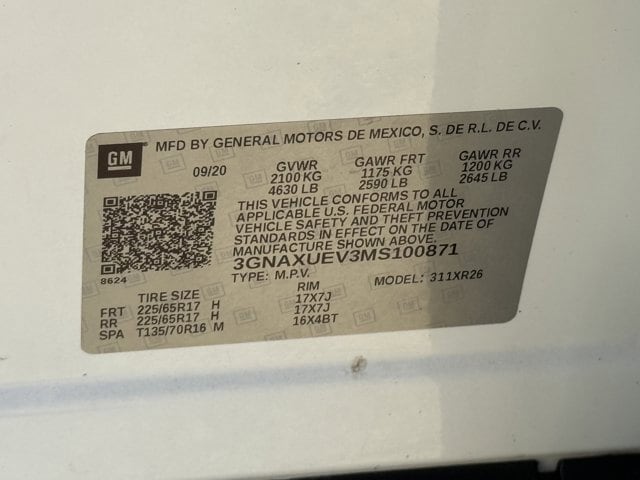 GM
MFD BY GENERAL MOTORS DE MEXICO, S. DE R.L. DE C.V.
09/20
GVWR GAWR FRT GAWR RR
2100 KG 1175 KG 1200 KG
4630 LB 2590 LB 2645 LB
THIS VEHICLE CONFORMS TO ALL
APPLICABLE U.S. FEDERAL MOTOR
VEHICLE SAFETY AND THEFT PREVENTION
STANDARDS IN EFFECT ON THE DATE OF
MANUFACTURE SHOWN ABOVE.
3GNAXUEV3MS100871
8624
TYPE: M.P.V. MODEL: 311XR26
TIRE SIZE RIM
FRT 225/65R17 H 17X7J
RR 225/65R17 H 17X7J
SPA T135/70R16 M 16X4BT